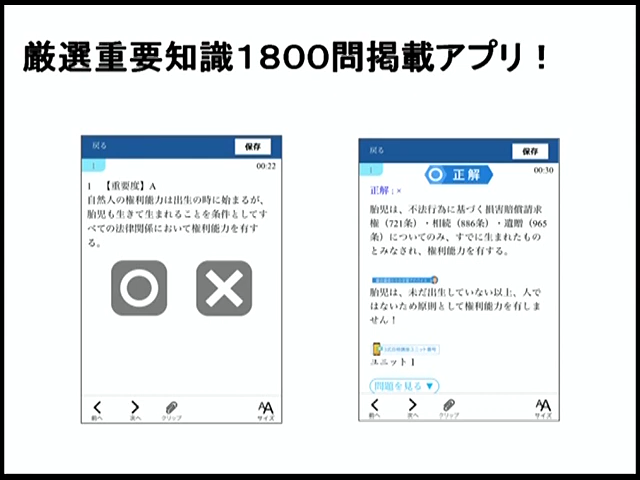 厳選重要知識1800問掲載アプリ！
戻る
保存
1
00:22
1 【重要度】A
自然人の権利能力は出生の時に始まるが、
胎児も生きて生まれることを条件としてす
べての法律関係において権利能力を有す
る。
前へ
次へ
クリップ
AA
サイズ
戻る
保存
1
00:30
正解
正解：×
胎児は、不法行為に基づく損害賠償請求
権（721条）・相続（886条）・遺贈（965
条）についてのみ、すでに生まれたもの
とみなされ、権利能力を有する。
胎児は、未だ出生していない以上、人で
はないため原則として権利能力を有しま
せん！
ユニット1
問題を見る▼
前へ
次へ
クリップ
AA
サイズ